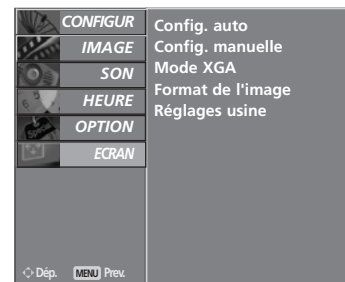 CONFIGUR
IMAGE
SON
HEURE
OPTION
ECRAN
Config. auto
Config. manuelle
Mode XGA
Format de l'image
Réglages usine
Dép. MENU Prev.